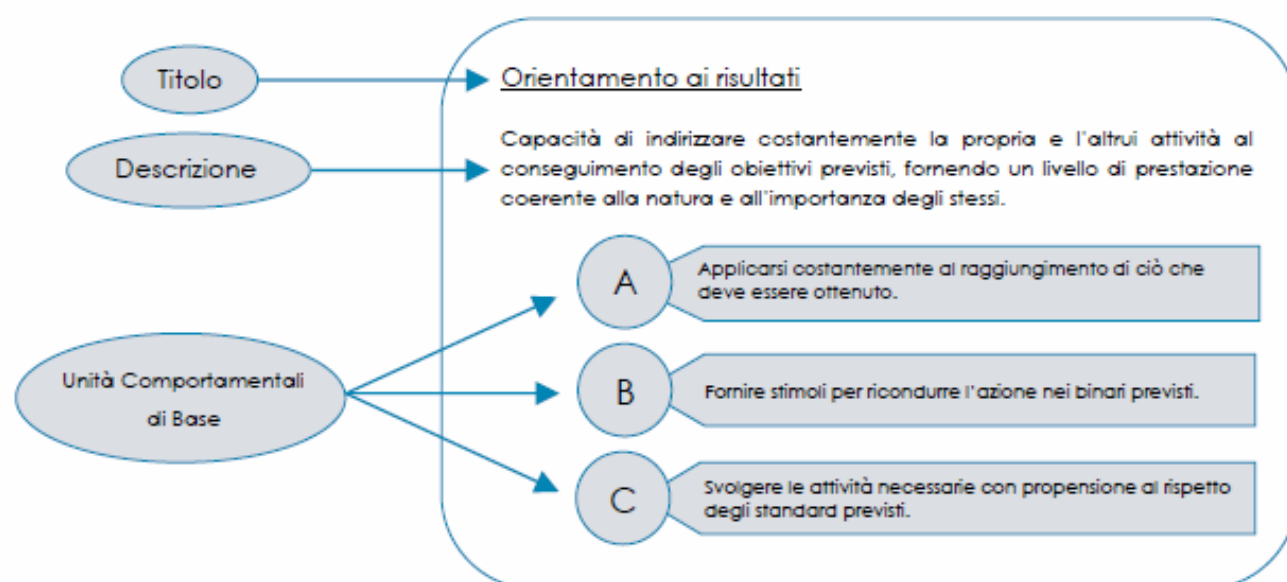 Titolo
Orientamento ai risultati
Descrizione
Capacità di indirizzare costantemente la propria e l'altrui attività al
conseguimento degli obiettivi previsti, fornendo un livello di prestazione
coerente alla natura e all'importanza degli stessi.
Unità Comportamentali
di Base
A
Applicarsi costantemente al raggiungimento di ciò che
deve essere ottenuto.
B
Fornire stimoli per ricondurre l'azione nei binari previsti.
C
Svolgere le attività necessarie con propensione al rispetto
degli standard previsti.